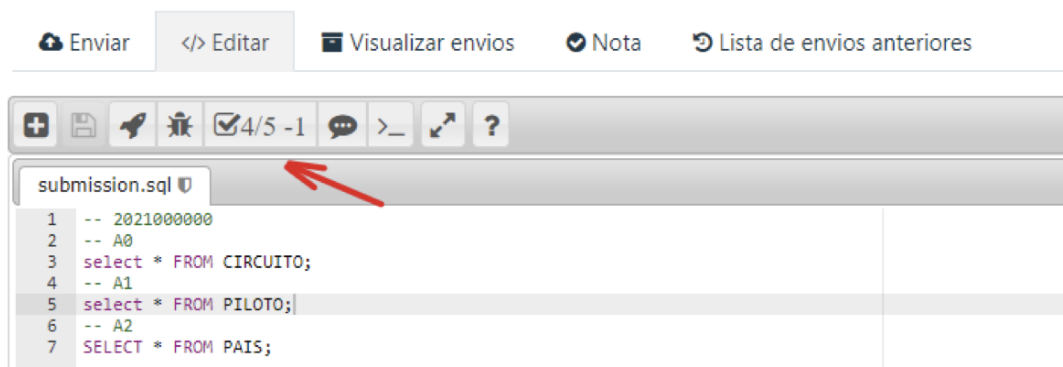 Enviar </> Editar Visualizar envios Nota Lista de envios anteriores
4/5 -1 >_ ?
submission.sql
1 -- 2021000000
2 -- A0
3 select * FROM CIRCUITO;
4 -- A1
5 select * FROM PILOTO;
6 -- A2
7 SELECT * FROM PAIS;